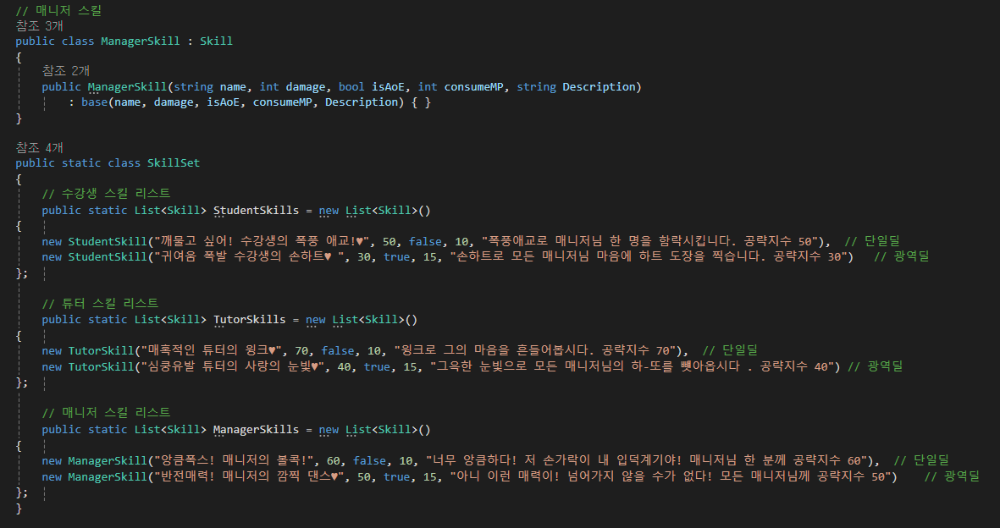 // 매니저 스킬
참조 3개
public class ManagerSkill : Skill
{
참조 2개
public ManagerSkill(string name, int damage, bool isAoE, int consumeMP, string Description)
: base(name, damage, isAoE, consumeMP, Description) { }
}
참조 4개
public static class SkillSet
{
// 수강생 스킬 리스트
public static List<Skill> StudentSkills = new List<Skill>()
{
new StudentSkill("깨물고 싶어! 수강생의 폭풍 애교!♥", 50, false, 10, "폭풍애교로 매니저님 한 명을 함락시킵니다. 공략지수 50"), // 단일딜
new StudentSkill("귀여움 폭발 수강생의 손하트♥ ", 30, true, 15, "손하트로 모든 매니저님 마음에 하트 도장을 찍습니다. 공략지수 30") // 광역딜
};
// 튜터 스킬 리스트
public static List<Skill> TutorSkills = new List<Skill>()
{
new TutorSkill("매혹적인 튜터의 윙크♥", 70, false, 10, "윙크로 그의 마음을 흔들어봅시다. 공략지수 70"), // 단일딜
new TutorSkill("심쿵유발 튜터의 사랑의 눈빛♥", 40, true, 15, "그윽한 눈빛으로 모든 매니저님의 하-또를 뺏아옵시다 . 공략지수 40") // 광역딜
};
// 매니저 스킬 리스트
public static List<Skill> ManagerSkills = new List<Skill>()
{
new ManagerSkill("앙큼폭스! 매니저의 볼콕!", 60, false, 10, "너무 앙큼하다! 저 손가락이 내 입덕계기야! 매니저님 한 분께 공략지수 60"), // 단일딜
new ManagerSkill("반전매력! 매니저의 깜찍 댄스♥", 50, true, 15, "아니 이런 매력이! 넘어가지 않을 수가 없다! 모든 매니저님께 공략지수 50") // 광역딜
};
}